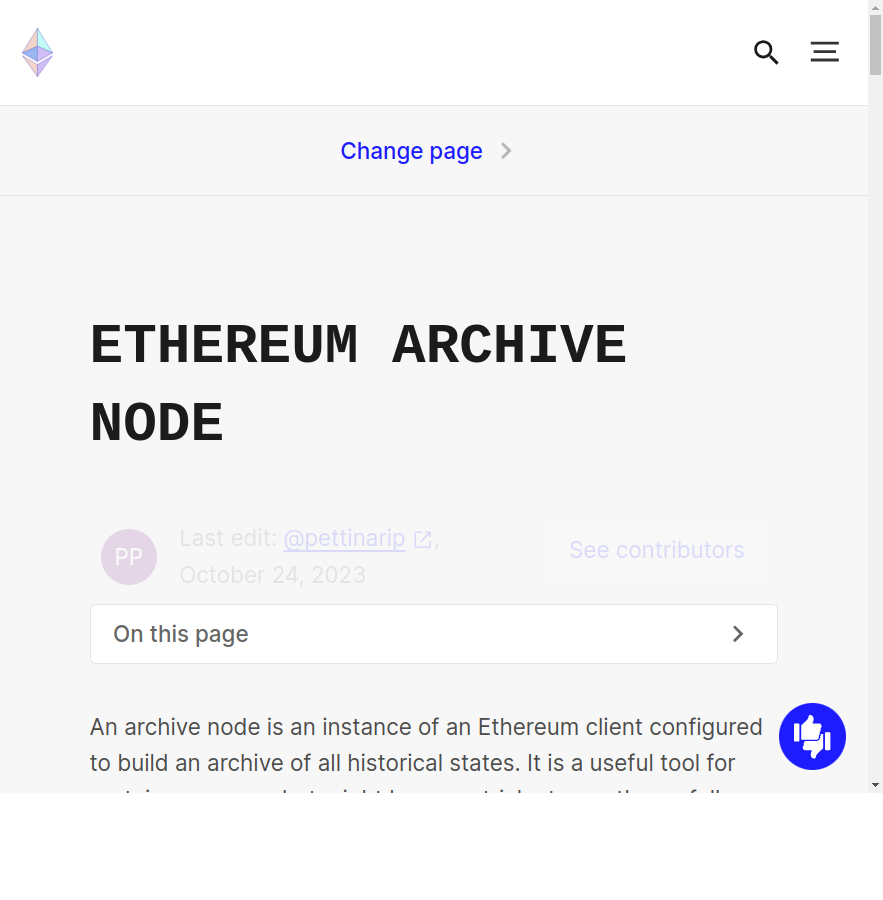 Change page
ETHEREUM ARCHIVE
NODE
PP
Last edit: @pettinarip,
October 24, 2023
See contributors
On this page
An archive node is an instance of an Ethereum client configured
to build an archive of all historical states. It is a useful tool for